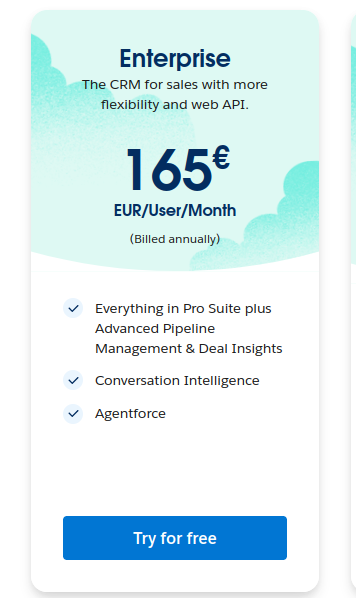 Enterprise
The CRM for sales with more
flexibility and web API.
165€
EUR/User/Month
(Billed annually)
Everything in Pro Suite plus
Advanced Pipeline
Management & Deal Insights
Conversation Intelligence
Agentforce
Try for free